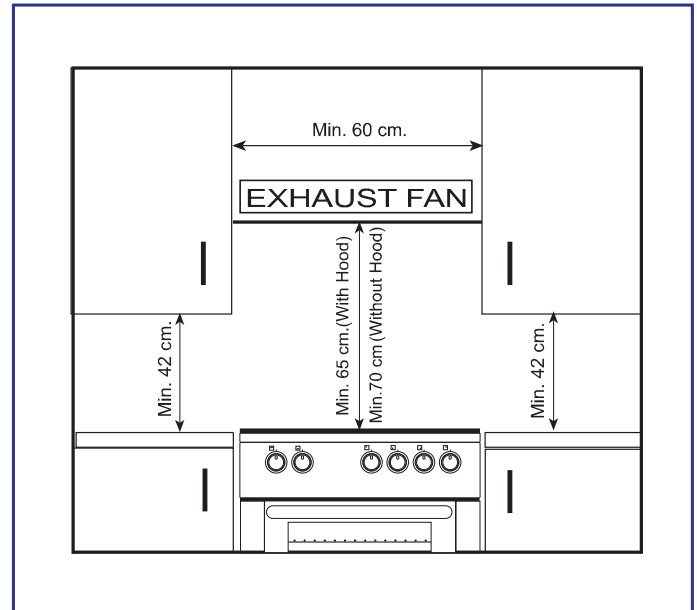 Min. 60 cm.
EXHAUST FAN
Min. 42 cm.
Min. 65 cm.(With Hood)
Min.70 cm (Without Hood)
Min. 42 cm.